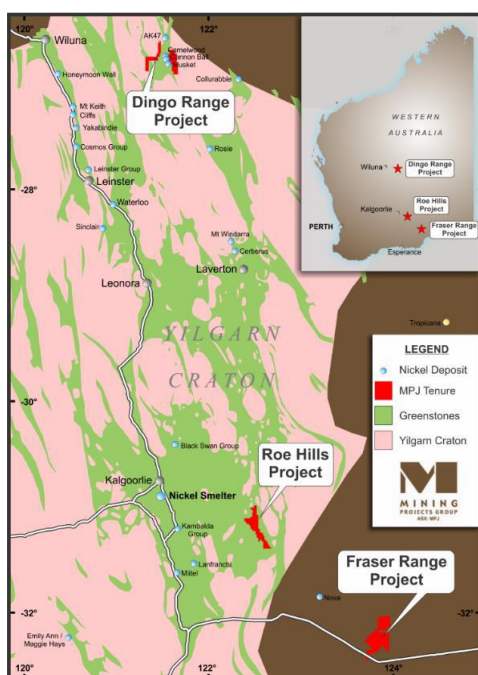 120°
122°
Wiluna
AK47
Camelwood
Cannon Ball
Musket
Honeymoon Well
Collurabbie
Dingo Range
Project
Mt Keith
Cliffs
Yakabindie
Cosmos Group
Rosie
Leinster Group
-28°
Leinster
Waterloo
Sinclair
Mt Windarra
Cerberus
Laverton
Leonora
YILGARN
CRATON
-30°
Black Swan Group
Kalgoorlie
Nickel Smelter
Roe Hills
Project
Kambalda
Group
Lanfranchi
Miitel
Fraser Range
Project
Nova
-32°
-32°
Emily Ann /
Maggie Hays
120°
122°
124°
WESTERN
AUSTRALIA
Wiluna
Dingo Range
Project
Roe Hills
Project
Kalgoorlie
Fraser Range
Project
PERTH
Esperance
Tropicana
LEGEND
Nickel Deposit
MPJ Tenure
Greenstones
Yilgarn Craton
M
MINING
PROJECTS GROUP
ASX: MPJ